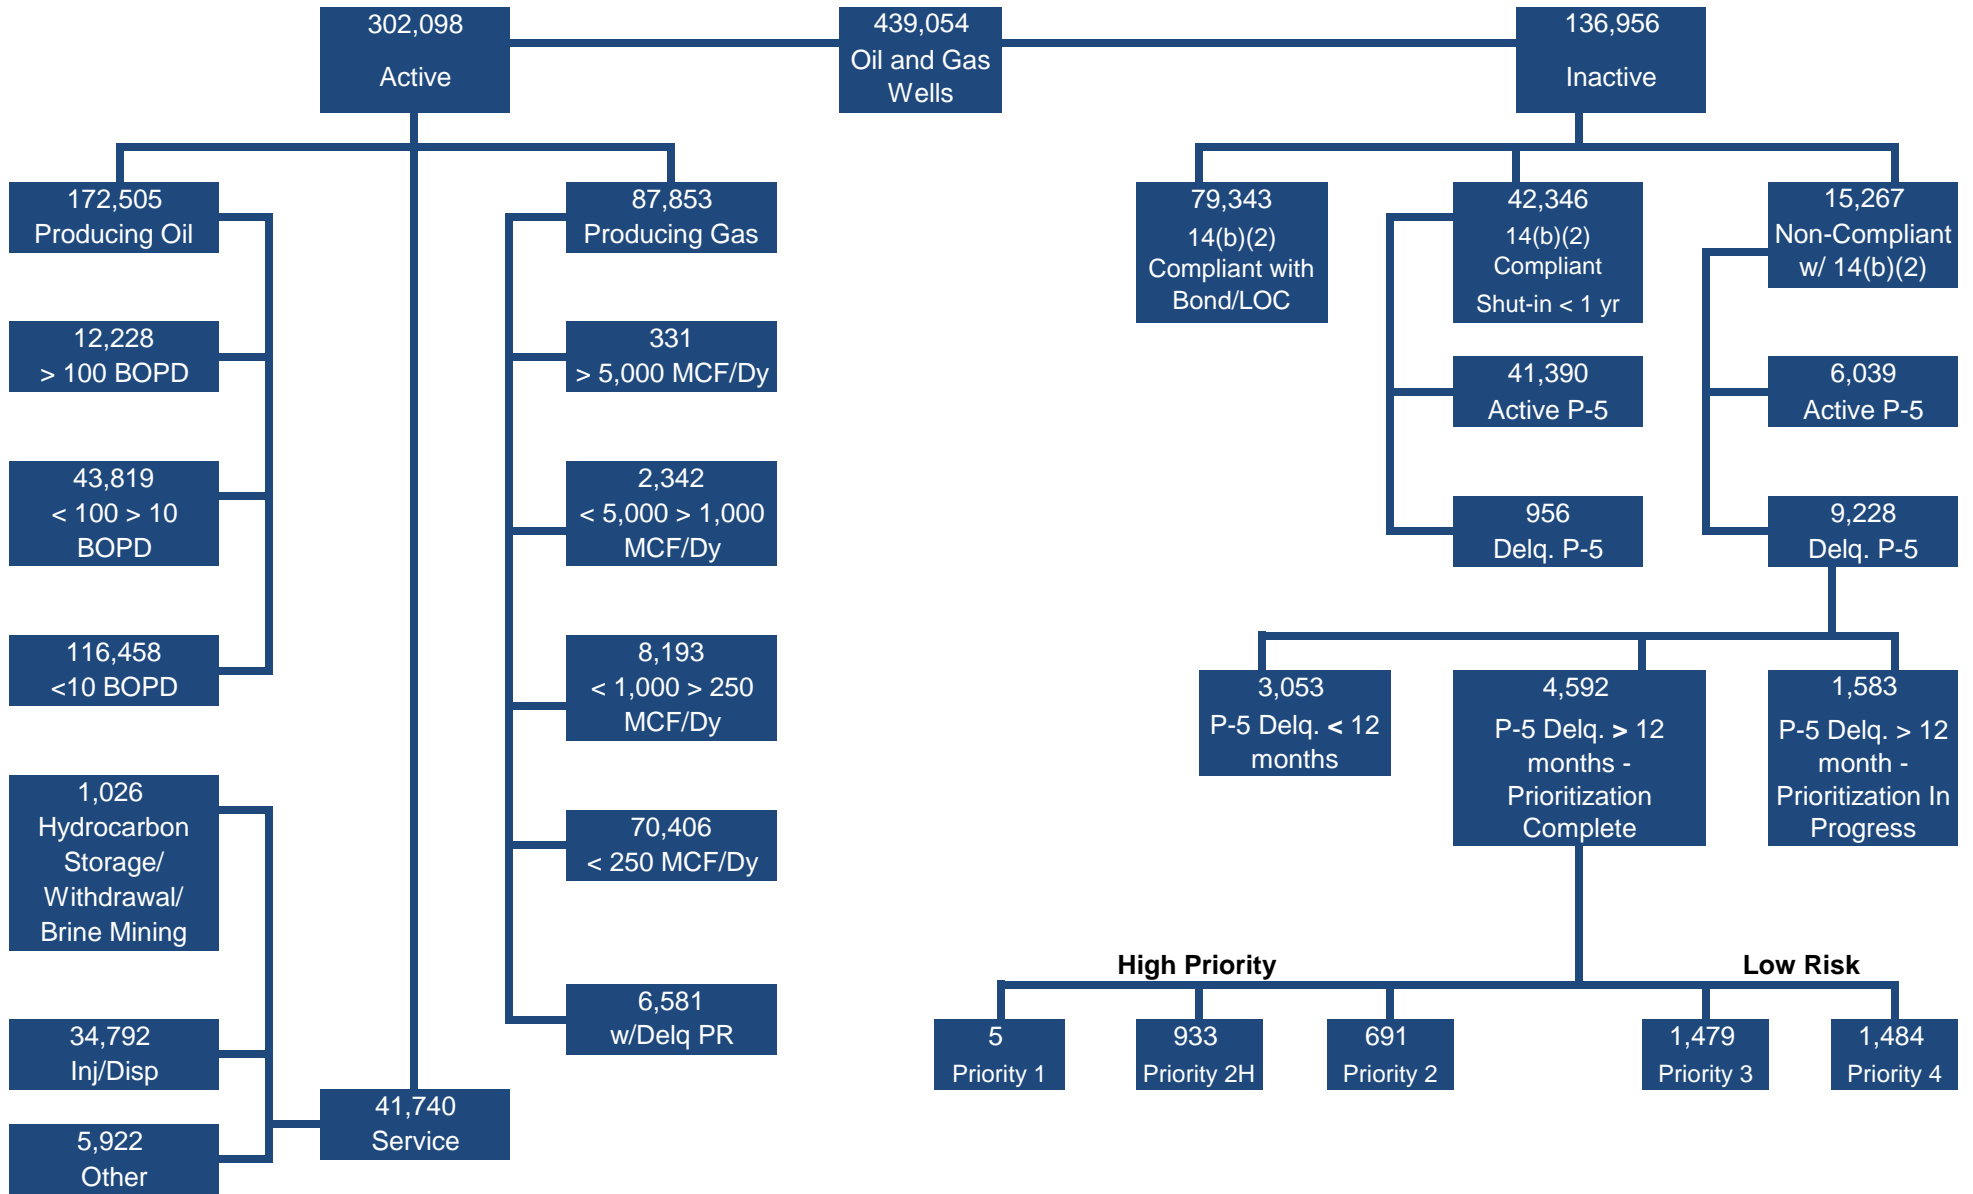 302,098
Active
439,054
Oil and Gas
Wells
136,956
Inactive
172,505
Producing Oil
12,228
> 100 BOPD
43,819
< 100 > 10
BOPD
116,458
<10 BOPD
1,026
Hydrocarbon
Storage/
Withdrawal/
Brine Mining
34,792
Inj/Disp
5,922
Other
41,740
Service
87,853
Producing Gas
331
> 5,000 MCF/Dy
2,342
< 5,000 > 1,000
MCF/Dy
8,193
< 1,000 > 250
MCF/Dy
70,406
< 250 MCF/Dy
6,581
w/Delq PR
79,343
14(b)(2)
Compliant with
Bond/LOC
42,346
14(b)(2)
Compliant
Shut-in < 1 yr
41,390
Active P-5
956
Delq. P-5
15,267
Non-Compliant
w/ 14(b)(2)
6,039
Active P-5
9,228
Delq. P-5
3,053
P-5 Delq. < 12
months
4,592
P-5 Delq. > 12
months -
Prioritization
Complete
1,583
P-5 Delq. > 12
month -
Prioritization In
Progress
High Priority
Low Risk
5
Priority 1
933
Priority 2H
691
Priority 2
1,479
Priority 3
1,484
Priority 4